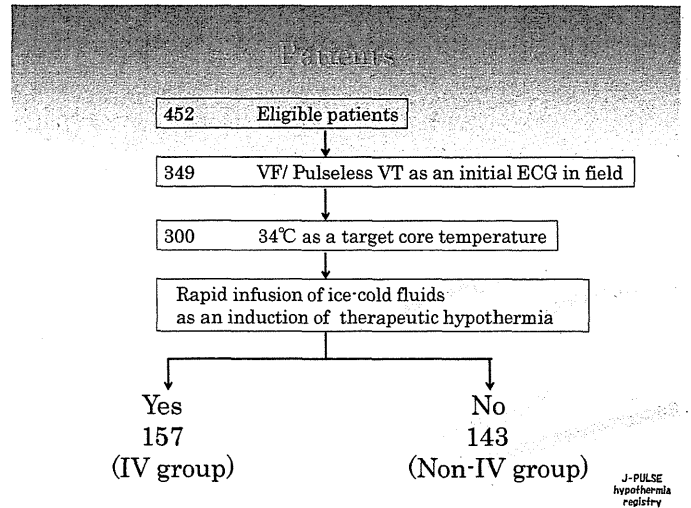 Patients
452 Eligible patients
349 VF/ Pulseless VT as an initial ECG in field
300 34℃ as a target core temperature
Rapid infusion of ice-cold fluids
as an induction of therapeutic hypothermia
Yes
157
(IV group)
No
143
(Non-IV group)
J-PULSE
hypothermia
registry